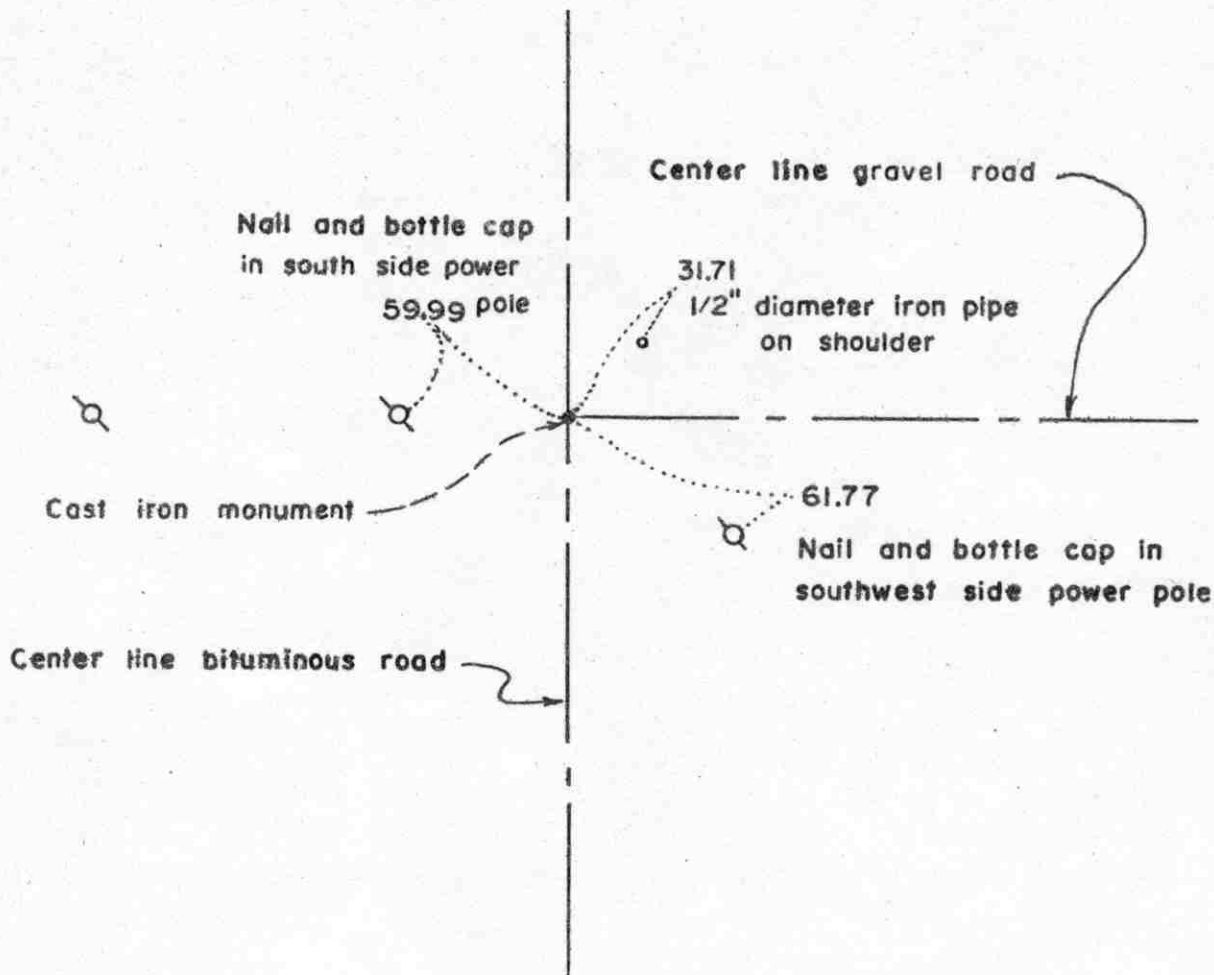 Center line gravel road
Nail and bottle cap
in south side power
59.99 pole
31.71
1/2" diameter iron pipe
on shoulder
Cast iron monument
61.77
Nail and bottle cap in
southwest side power pole
Center line bituminous road